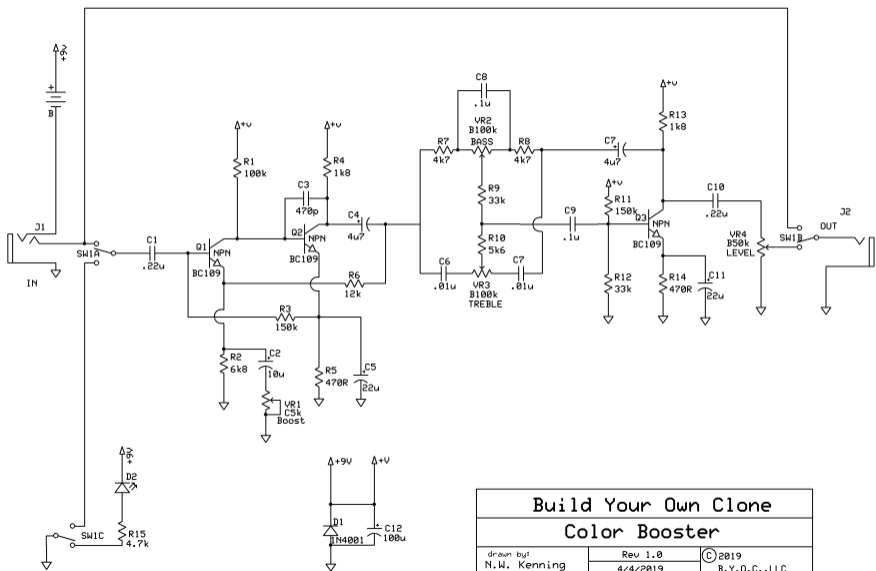 +9V
+
B
J1
IN
SW1A
C1
.22u
+v
R1
100k
Q1
NPN
BC109
C3
470p
+v
R4
1k8
Q2
NPN
BC109
C4
4u7
R6
12k
R3
150k
R2
6k8
C2
10u
VR1
C5k
Boost
R5
470R
C5
22u
C8
.1u
VR2
B100k
BASS
R7
4k7
R8
4k7
R9
33k
R10
5k6
C6
.01u
C7
.01u
VR3
B100k
TREBLE
C7
4u7
C9
.1u
+v
R11
150k
R12
33k
+v
R13
1k8
Q3
NPN
BC109
R14
470R
C11
22u
C10
.22u
VR4
B50k
LEVEL
SW1B
OUT
J2
+9V
D2
R15
4.7k
SW1C
+9V
+V
D1
1N4001
C12
100u
Build Your Own Clone
Color Booster
drawn by:
N.W. Kenning
Rev 1.0
4/4/2019
© 2019
B.Y.O.C.,LLC